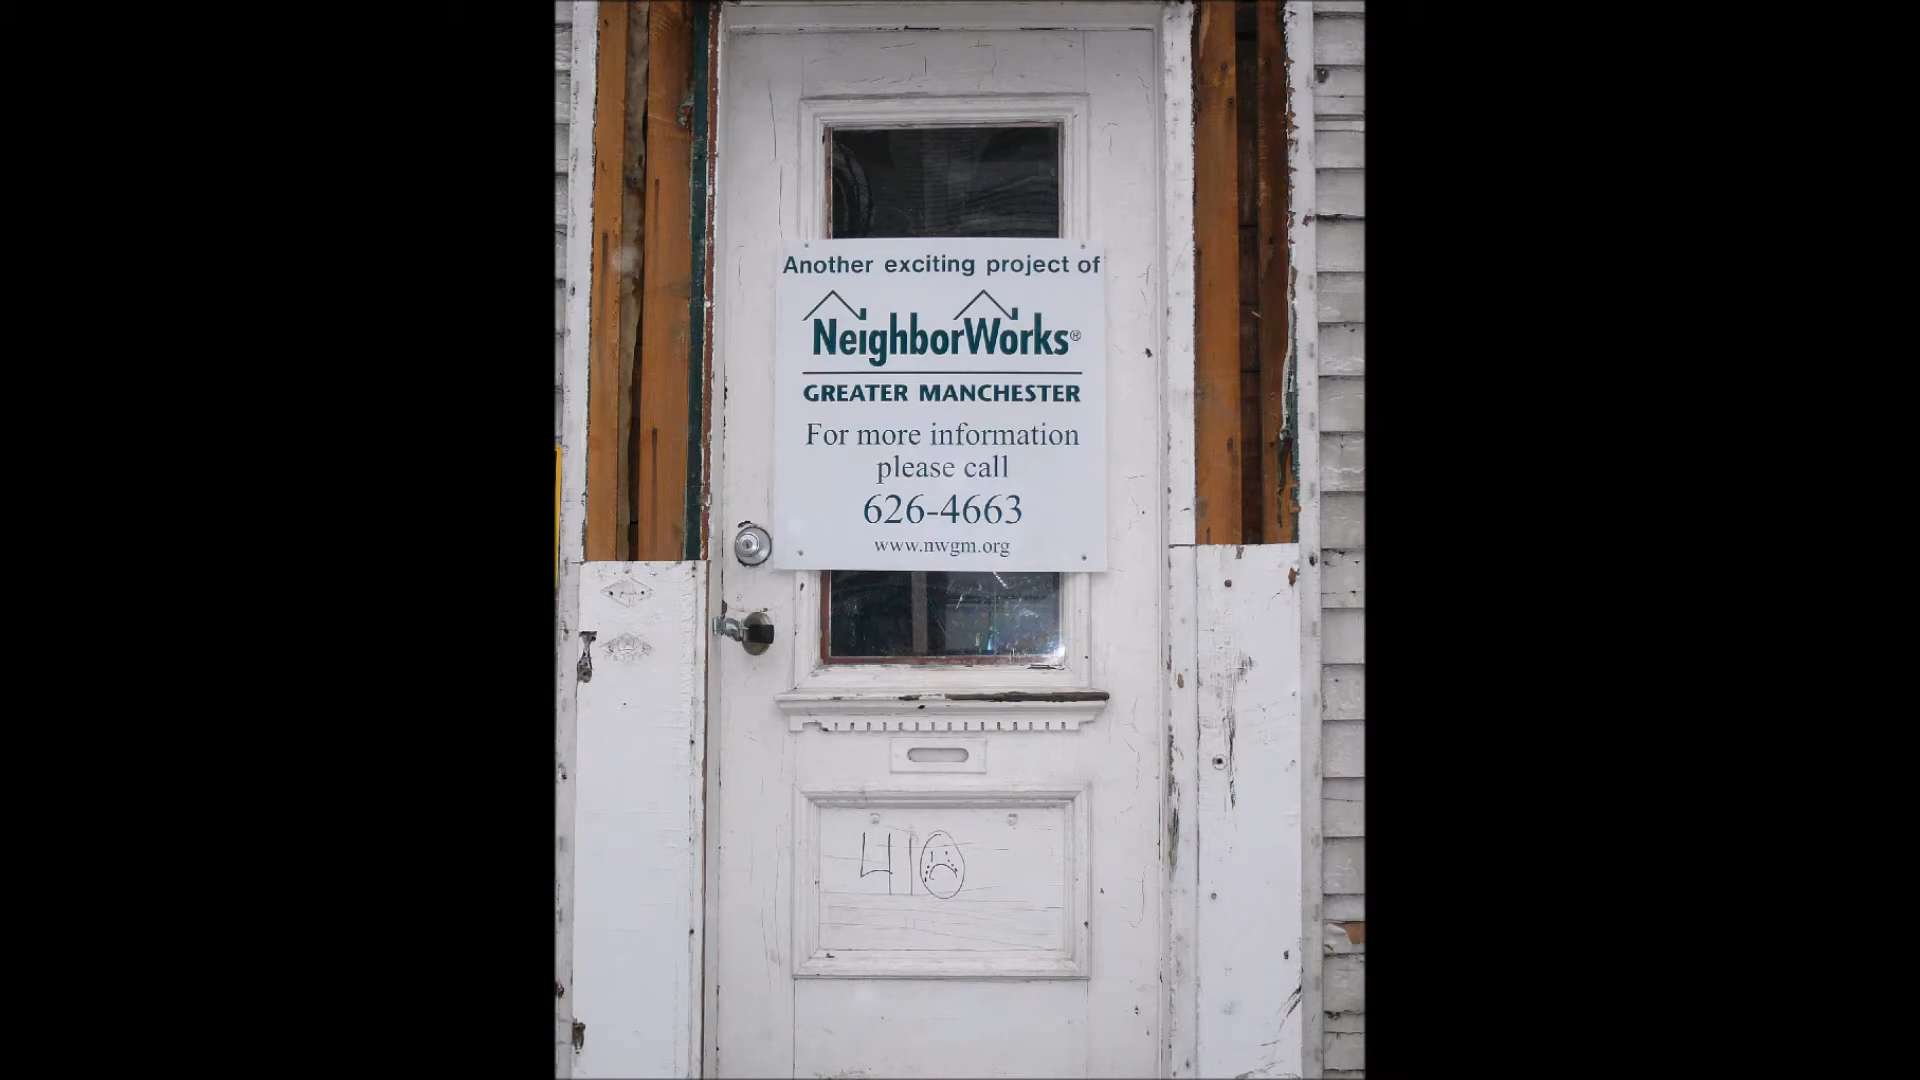 Another exciting project of
NeighborWorks®
GREATER MANCHESTER
For more information
please call
626-4663
www.nwgm.org
410